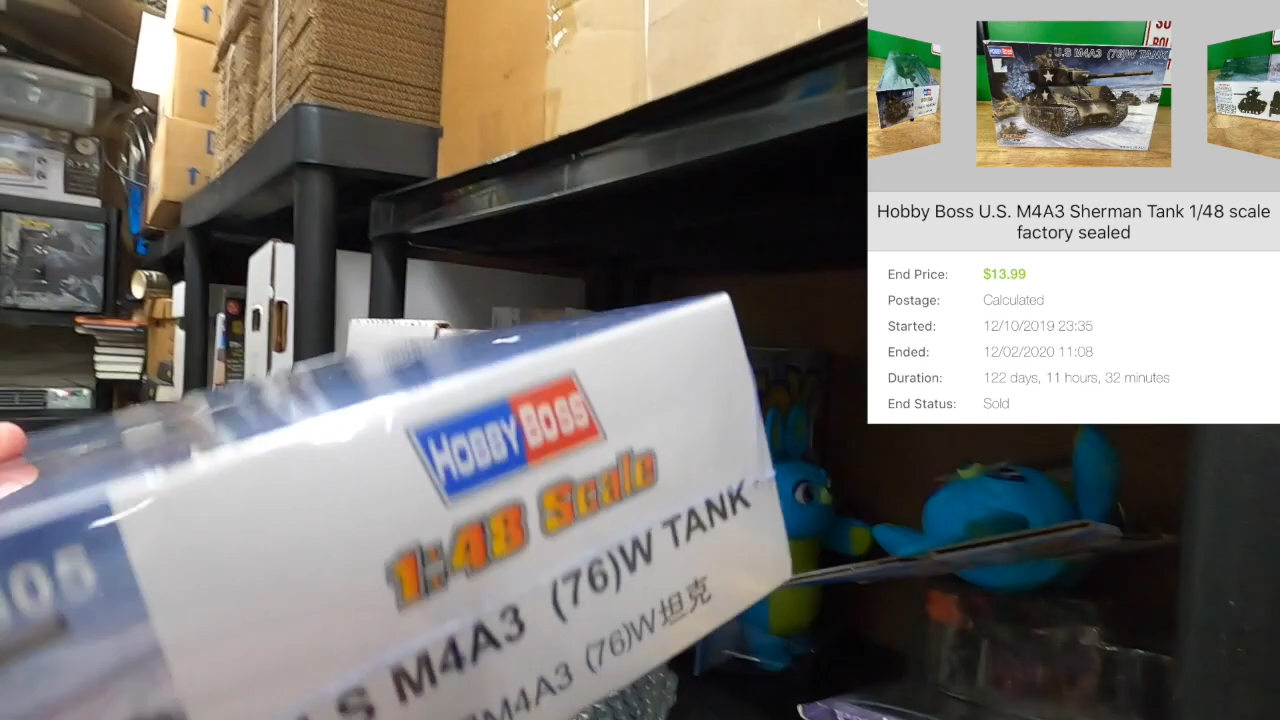 U.S M4A3 (76)W TANK
Hobby Boss U.S. M4A3 Sherman Tank 1/48 scale
factory sealed
End Price: $13.99
Postage: Calculated
Started: 12/10/2019 23:35
Ended: 12/02/2020 11:08
Duration: 122 days, 11 hours, 32 minutes
End Status: Sold
HOBBY BOSS
1:48 Scale
.S M4A3 (76)W TANK
M4A3 (76)W坦克